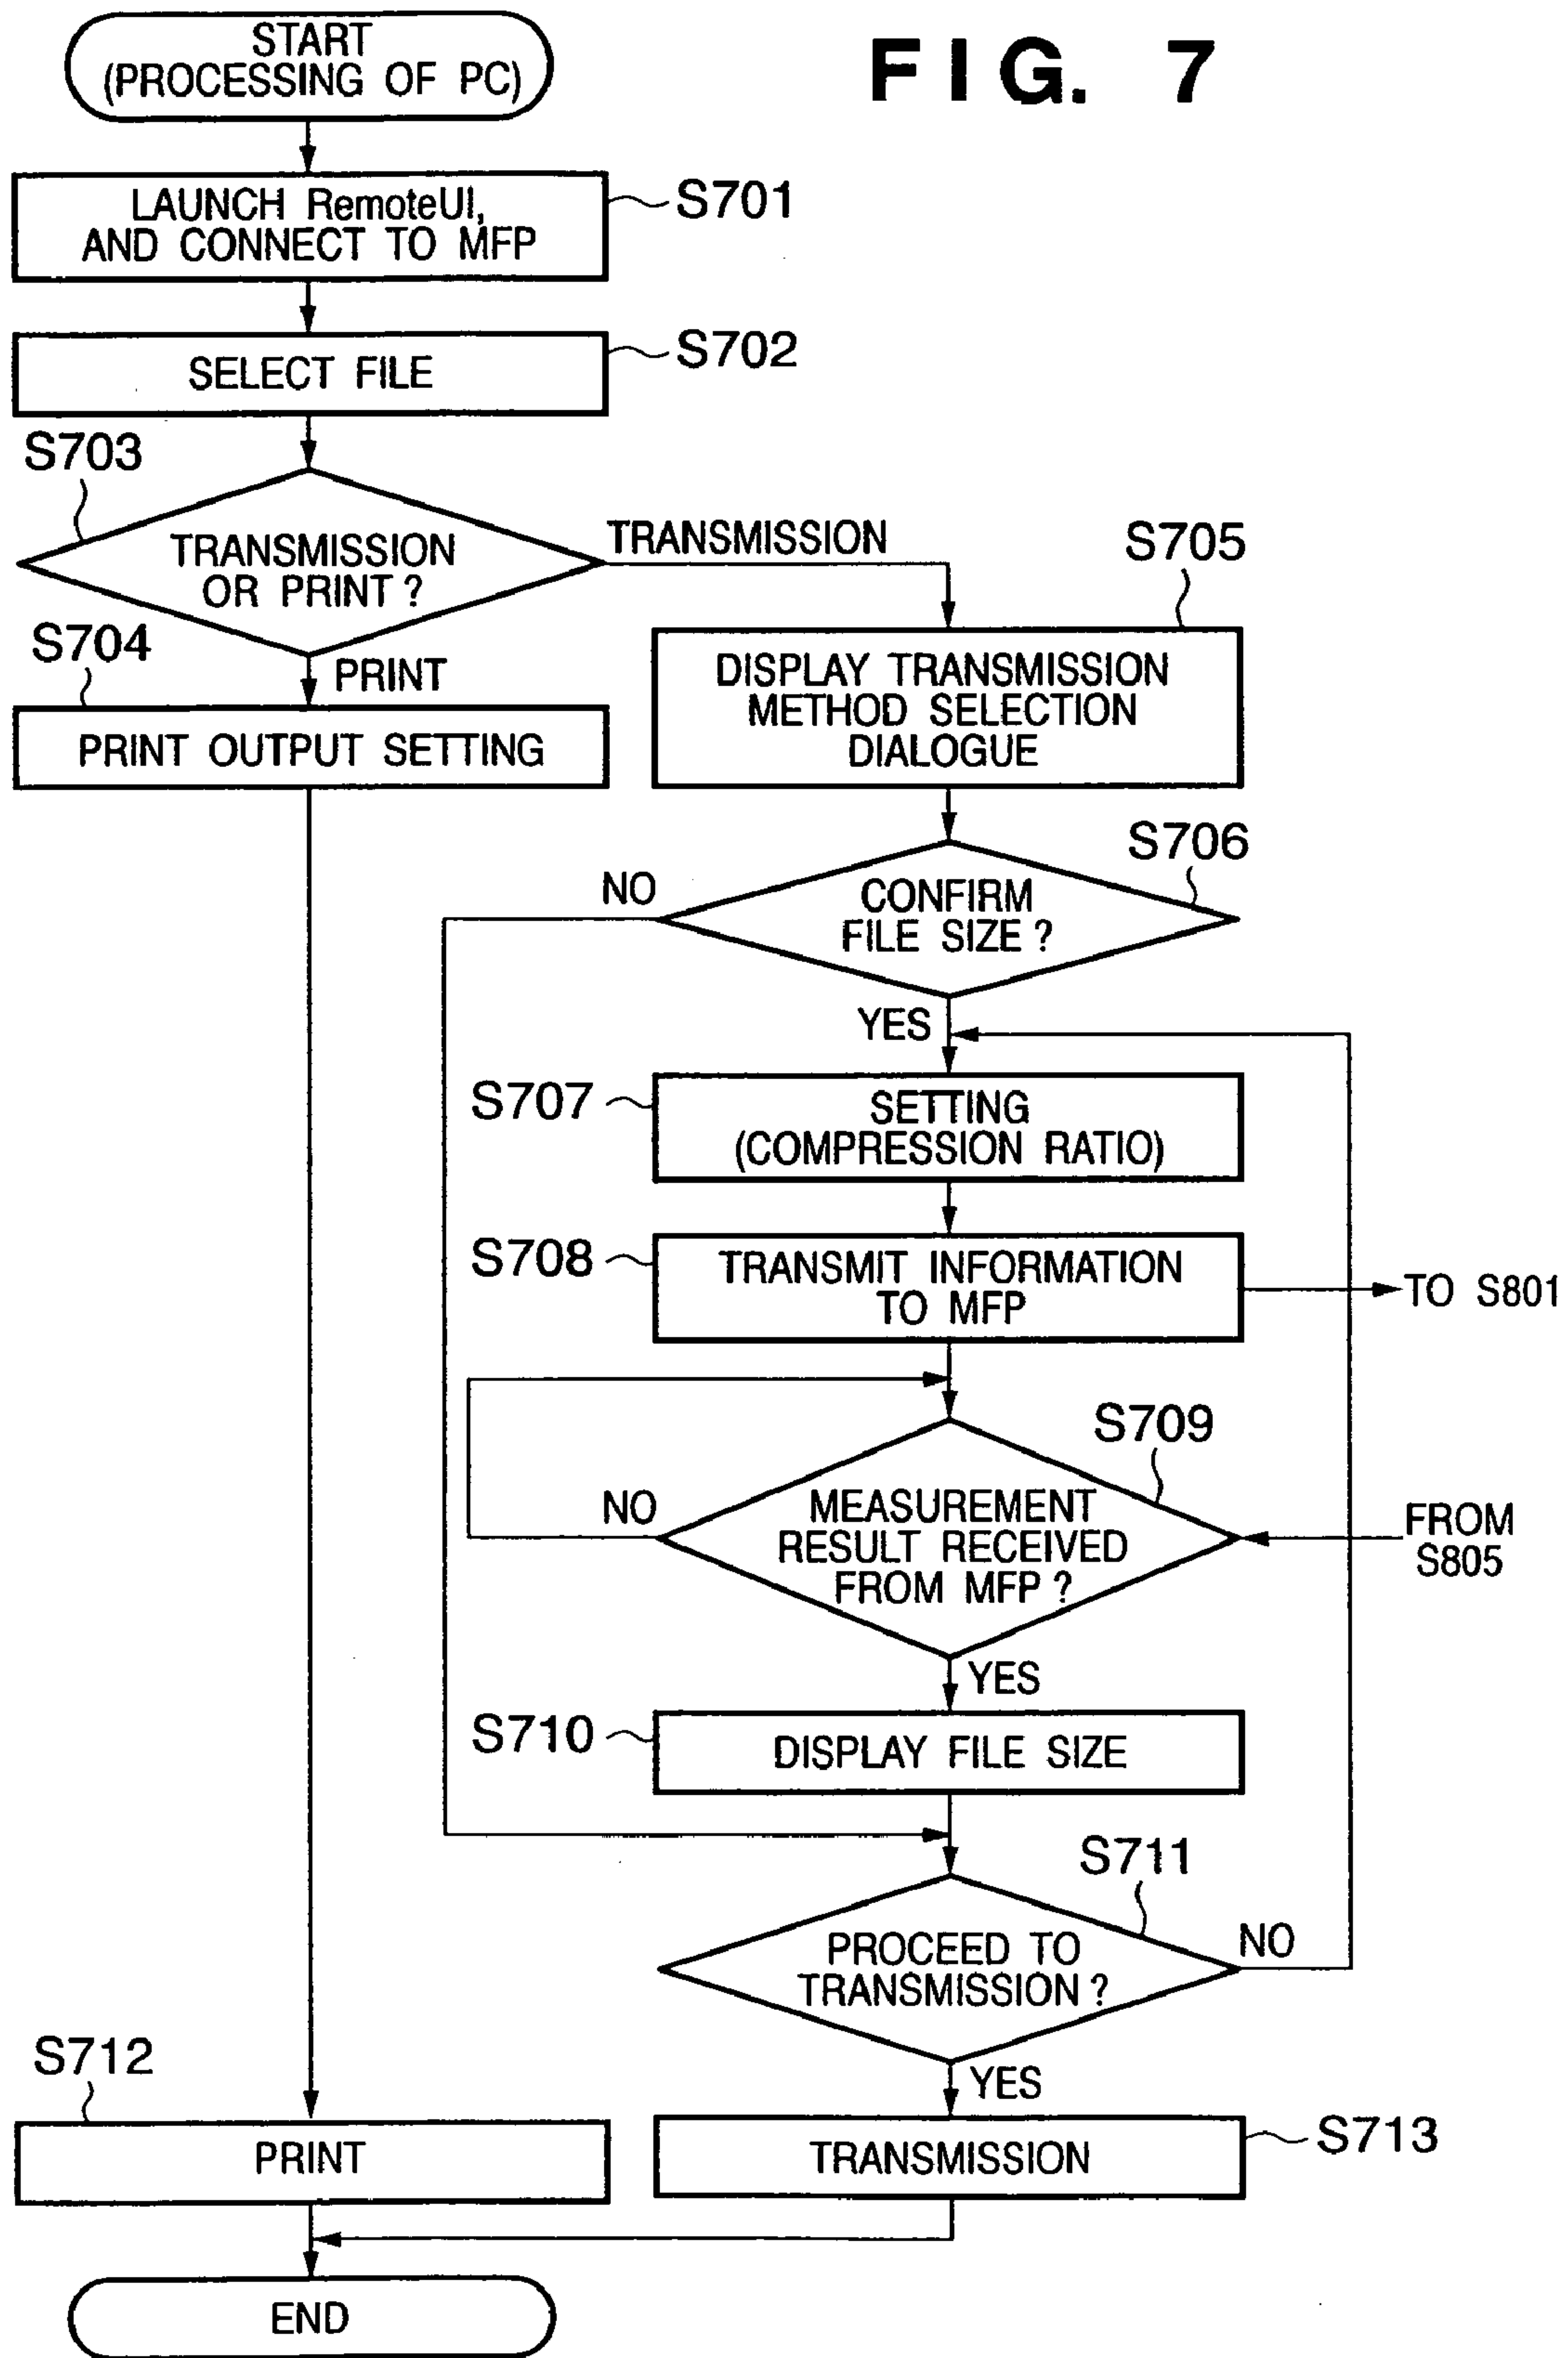 FIG. 7
START
(PROCESSING OF PC)
LAUNCH RemoteUI,
AND CONNECT TO MFP
S701
SELECT FILE
S702
S703
TRANSMISSION
OR PRINT ?
TRANSMISSION
PRINT
S704
PRINT OUTPUT SETTING
S705
DISPLAY TRANSMISSION
METHOD SELECTION
DIALOGUE
S706
CONFIRM
FILE SIZE ?
NO
YES
S707
SETTING
(COMPRESSION RATIO)
S708
TRANSMIT INFORMATION
TO MFP
TO S801
S709
MEASUREMENT
RESULT RECEIVED
FROM MFP ?
NO
FROM
S805
YES
S710
DISPLAY FILE SIZE
S711
PROCEED TO
TRANSMISSION ?
NO
YES
S712
PRINT
TRANSMISSION
S713
END